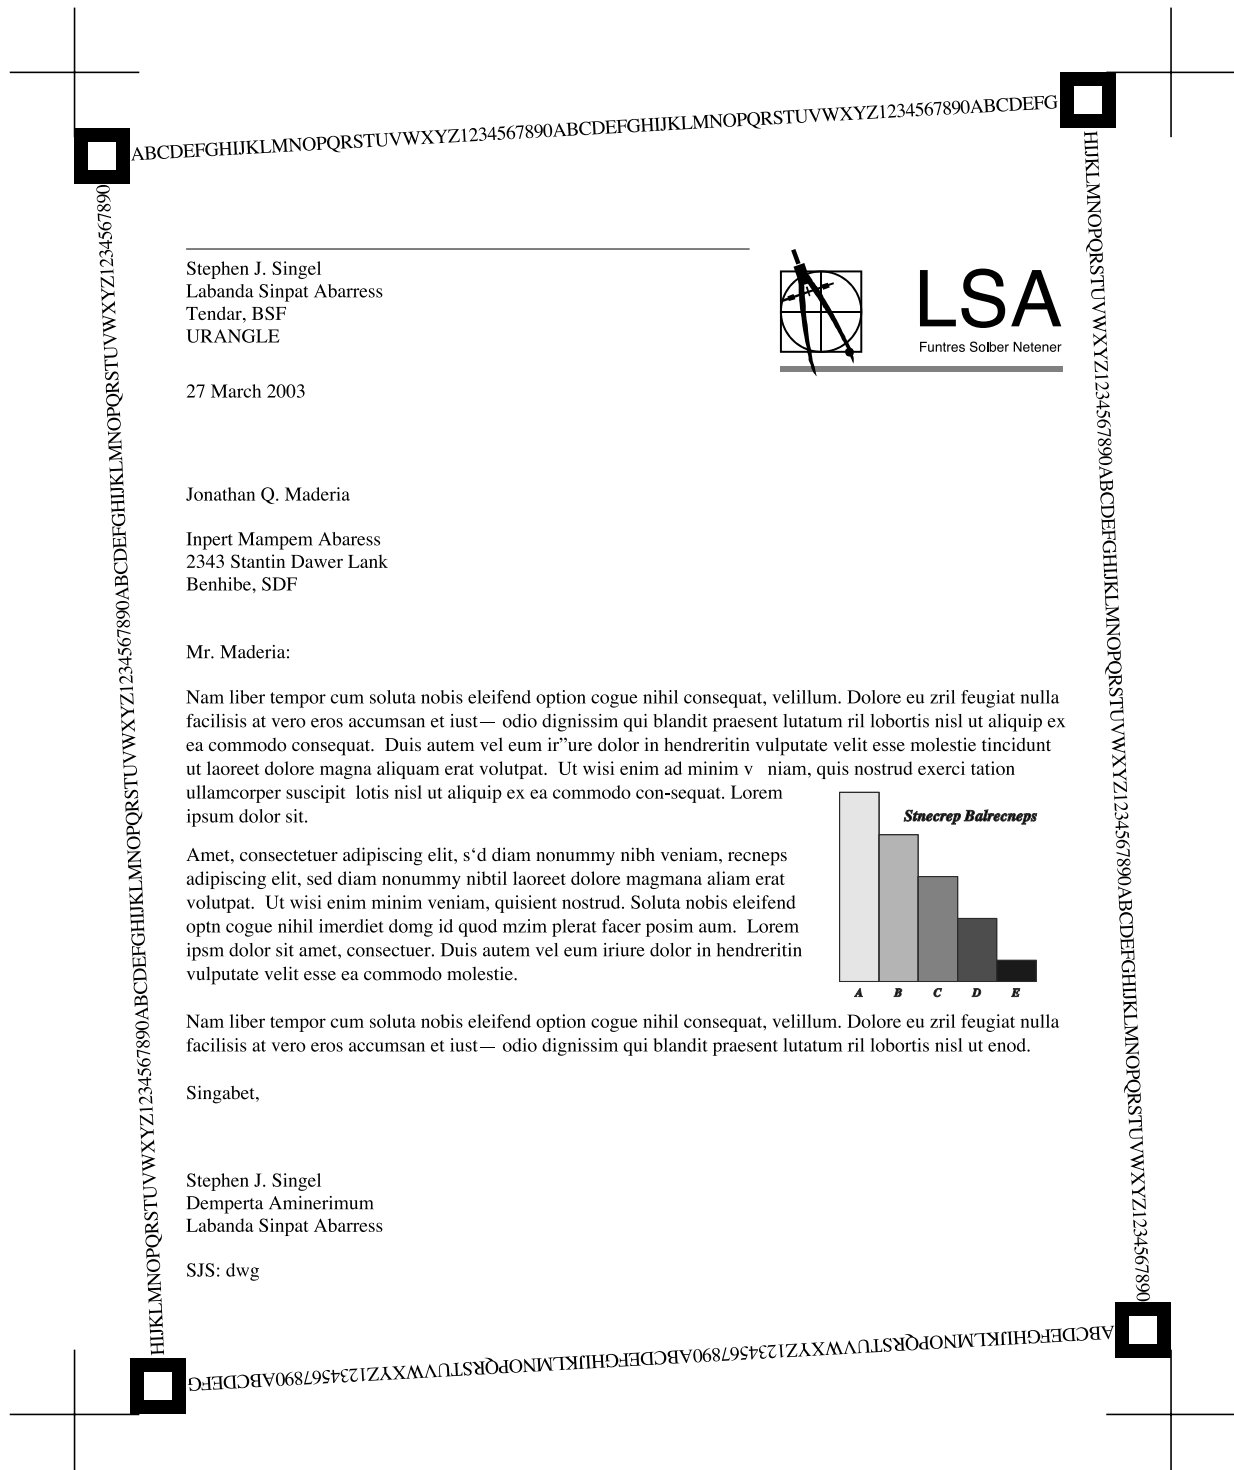 ABCDEFGHIJKLMNOPQRSTUVWXYZ1234567890ABCDEFGHIJKLMNOPQRSTUVWXYZ1234567890ABCDEFG
HIJKLMNOPQRSTUVWXYZ1234567890ABCDEFGHIJKLMNOPQRSTUVWXYZ1234567890ABCDEFGHIJKLMNOPQRSTUVWXYZ1234567890
Stephen J. Singel
Labanda Sinpat Abarress
Tendar, BSF
URANGLE
LSA
Funtres Solber Netener
27 March 2003
Jonathan Q. Maderia
Inpert Mampem Abaress
2343 Stantin Dawer Lank
Benhibe, SDF
Mr. Maderia:
Nam liber tempor cum soluta nobis eleifend option cogue nihil consequat, velillum. Dolore eu zril feugiat nulla
facilisis at vero eros accumsan et iust— odio dignissim qui blandit praesent lutatum ril lobortis nisl ut aliquip ex
ea commodo consequat.  Duis autem vel eum ir”ure dolor in hendreritin vulputate velit esse molestie tincidunt
ut laoreet dolore magna aliquam erat volutpat.  Ut wisi enim ad minim v   niam, quis nostrud exerci tation
ullamcorper suscipit  lotis nisl ut aliquip ex ea commodo con-sequat. Lorem
ipsum dolor sit.
Amet, consectetuer adipiscing elit, s‘d diam nonummy nibh veniam, recneps
adipiscing elit, sed diam nonummy nibtil laoreet dolore magmana aliam erat
volutpat.  Ut wisi enim minim veniam, quisient nostrud. Soluta nobis eleifend
optn cogue nihil imerdiet domg id quod mzim plerat facer posim aum.  Lorem
ipsm dolor sit amet, consectuer. Duis autem vel eum iriure dolor in hendreritin
vulputate velit esse ea commodo molestie.
Stnecrep Balrecneps
A B C D E
Nam liber tempor cum soluta nobis eleifend option cogue nihil consequat, velillum. Dolore eu zril feugiat nulla
facilisis at vero eros accumsan et iust— odio dignissim qui blandit praesent lutatum ril lobortis nisl ut enod.
Singabet,
Stephen J. Singel
Demperta Aminerimum
Labanda Sinpat Abarress
SJS: dwg
ABCDEFGHIJKLMNOPQRSTUVWXYZ1234567890ABCDEFGHIJKLMNOPQRSTUVWXYZ1234567890ABCDEFG
HIJKLMNOPQRSTUVWXYZ1234567890ABCDEFGHIJKLMNOPQRSTUVWXYZ1234567890ABCDEFGHIJKLMNOPQRSTUVWXYZ1234567890